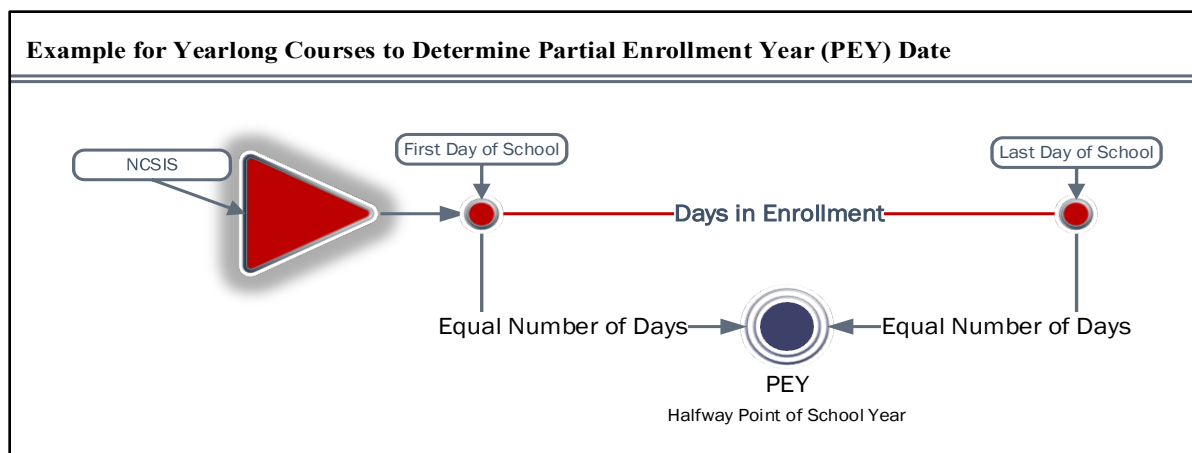 Example for Yearlong Courses to Determine Partial Enrollment Year (PEY) Date
NCSIS
First Day of School
Last Day of School
Days in Enrollment
Equal Number of Days
Equal Number of Days
PEY
Halfway Point of School Year